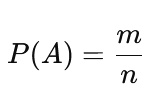 P(A) = m/n